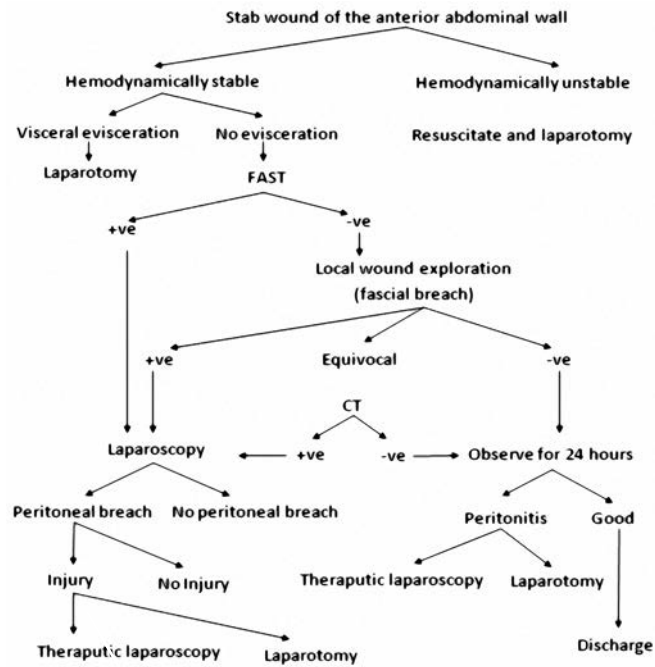 Stab wound of the anterior abdominal wall
Hemodynamically stable
Hemodynamically unstable
Visceral evisceration
No evisceration
Resuscitate and laparotomy
Laparotomy
FAST
+ve
-ve
Local wound exploration
(fascial breach)
+ve
Equivocal
-ve
CT
Laparoscopy
+ve
-ve
Observe for 24 hours
Peritoneal breach
No peritoneal breach
Peritonitis
Good
Injury
No Injury
Theraputic laparoscopy
Laparotomy
Theraputic laparoscopy
Laparotomy
Discharge